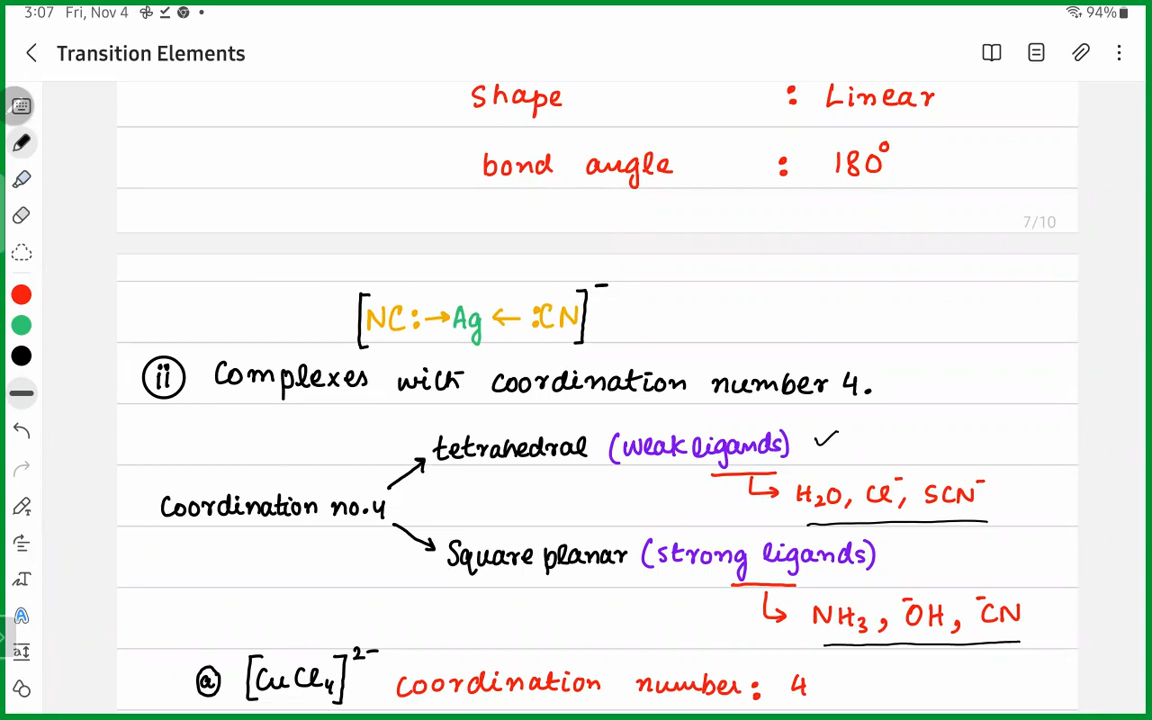 3:07 Fri, Nov 4 94%
Transition Elements
Shape : Linear
bond angle : 180°
7/10
[NC:→Ag←:CN]⁻
(ii) Complexes with coordination number 4.
tetrahedral (weak ligands) ✓
↳ H₂O, Cl⁻, SCN⁻
Coordination no.4
Square planar (strong ligands)
↳ NH₃, ⁻OH, ⁻CN
(a) [CuCl₄]²⁻ coordination number: 4